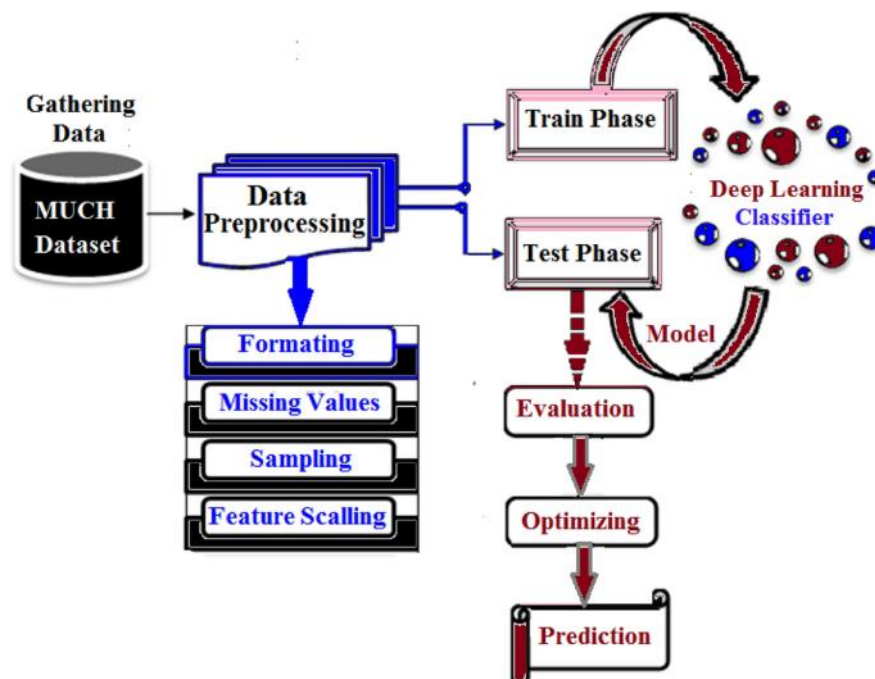 Gathering
Data
MUCH
Dataset
Data
Preprocessing
Formating
Missing Values
Sampling
Feature Scalling
Train Phase
Test Phase
Deep Learning
Classifier
Model
Evaluation
Optimizing
Prediction